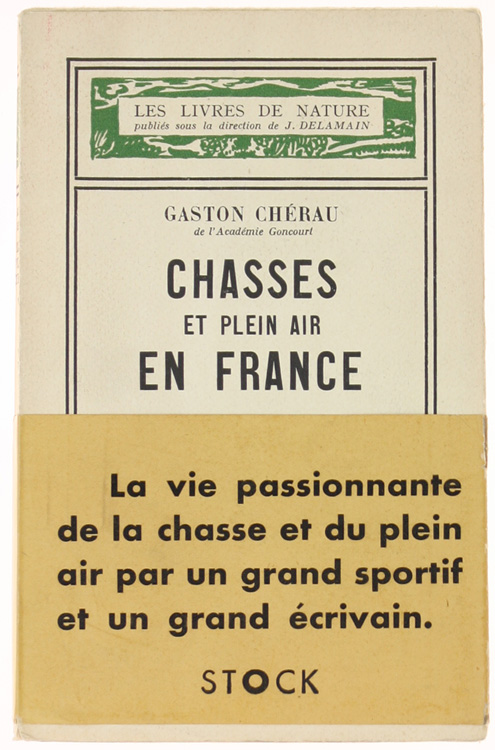 LES LIVRES DE NATURE
publiés sous la direction de J. DELAMAIN
GASTON CHÉRAU
de l'Académie Goncourt
CHASSES
ET PLEIN AIR
EN FRANCE
La vie passionnante
de la chasse et du plein
air par un grand sportif
et un grand écrivain.
STOCK